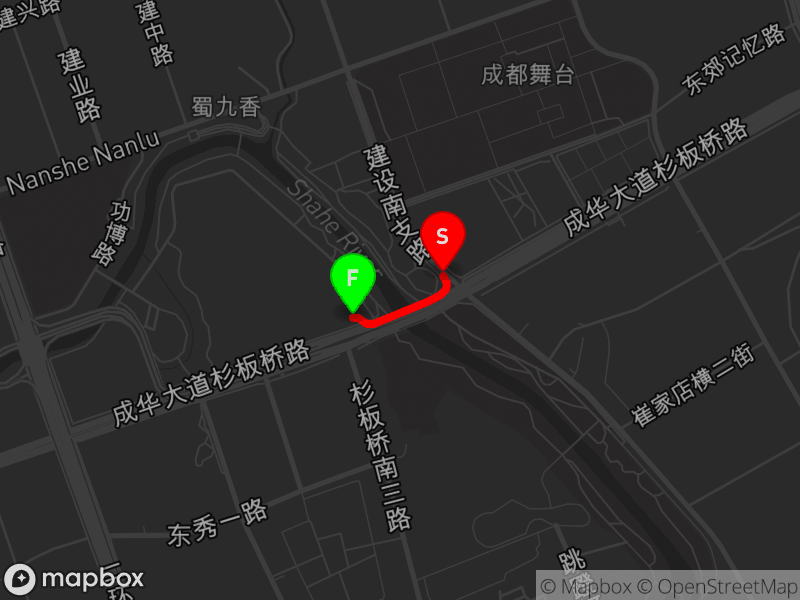 建兴路
建中路
建业路
蜀九香
成都舞台
东郊记忆路
Nanshe Nanlu
建设南支路
成华大道杉板桥路
功博路
Shahe River
S
F
成华大道杉板桥路
崔家店横二街
杉板桥南三路
东秀一路
mapbox
© Mapbox © OpenStreetMap